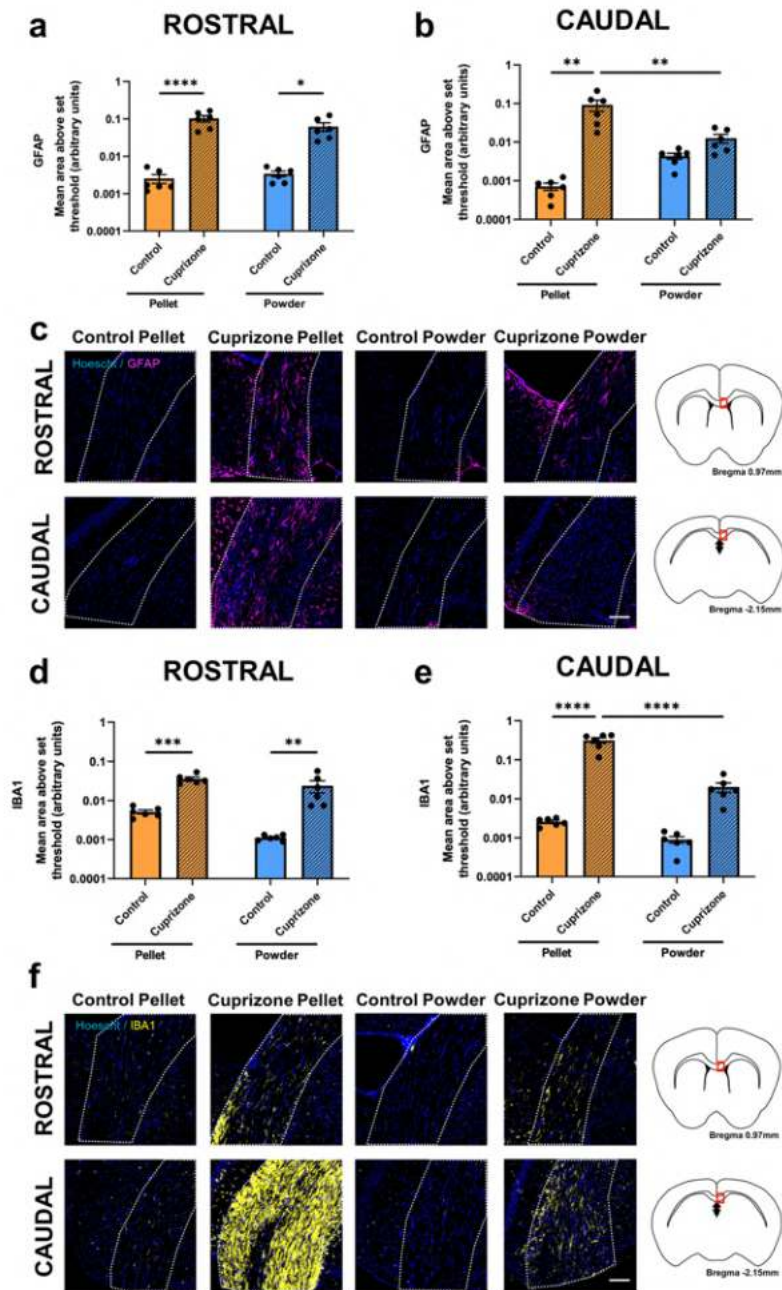 a
ROSTRAL
b
CAUDAL
GFAP
Mean area above set
threshold (arbitrary units)
1
0.1
0.01
0.001
0.0001
****
*
Control
Cuprizone
Control
Cuprizone
Pellet
Powder
GFAP
Mean area above set
threshold (arbitrary units)
1
0.1
0.01
0.001
0.0001
**
**
Control
Cuprizone
Control
Cuprizone
Pellet
Powder
c
Control Pellet
Cuprizone Pellet
Control Powder
Cuprizone Powder
ROSTRAL
Hoescht / GFAP
Bregma 0.97mm
CAUDAL
Bregma -2.15mm
d
ROSTRAL
e
CAUDAL
IBA1
Mean area above set
threshold (arbitrary units)
1
0.1
0.01
0.001
0.0001
***
**
Control
Cuprizone
Control
Cuprizone
Pellet
Powder
IBA1
Mean area above set
threshold (arbitrary units)
1
0.1
0.01
0.001
0.0001
****
****
Control
Cuprizone
Control
Cuprizone
Pellet
Powder
f
Control Pellet
Cuprizone Pellet
Control Powder
Cuprizone Powder
ROSTRAL
Hoescht / IBA1
Bregma 0.97mm
CAUDAL
Bregma -2.15mm